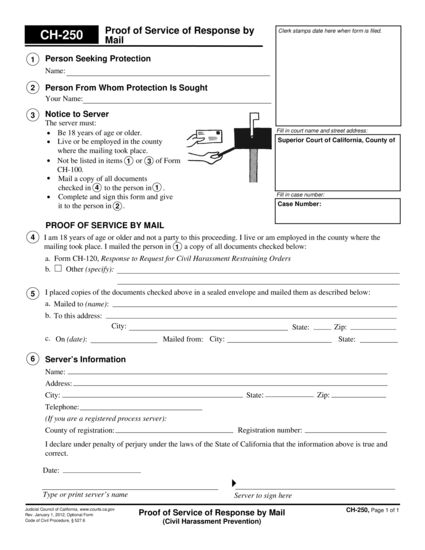 CH-250
Proof of Service of Response by
Mail
Clerk stamps date here when form is filed.
1 Person Seeking Protection
Name:
2 Person From Whom Protection Is Sought
Your Name:
3 Notice to Server
The server must:
• Be 18 years of age or older.
• Live or be employed in the county
where the mailing took place.
• Not be listed in items 1 or 3 of Form
CH-100.
• Mail a copy of all documents
checked in 4 to the person in 1.
• Complete and sign this form and give
it to the person in 2.
Fill in court name and street address:
Superior Court of California, County of
Fill in case number:
Case Number:
PROOF OF SERVICE BY MAIL
4 I am 18 years of age or older and not a party to this proceeding. I live or am employed in the county where the
mailing took place. I mailed the person in 1 a copy of all documents checked below:
a. Form CH-120, Response to Request for Civil Harassment Restraining Orders
b. ☐ Other (specify):
5 I placed copies of the documents checked above in a sealed envelope and mailed them as described below:
a. Mailed to (name):
b. To this address:
City: State: Zip:
c. On (date): Mailed from: City: State:
6 Server's Information
Name:
Address:
City: State: Zip:
Telephone:
(If you are a registered process server):
County of registration: Registration number:
I declare under penalty of perjury under the laws of the State of California that the information above is true and
correct.
Date:
Type or print server's name
Server to sign here
Judicial Council of California, www.courts.ca.gov
Rev. January 1, 2012, Optional Form
Code of Civil Procedure, § 527.6
Proof of Service of Response by Mail
(Civil Harassment Prevention)
CH-250, Page 1 of 1